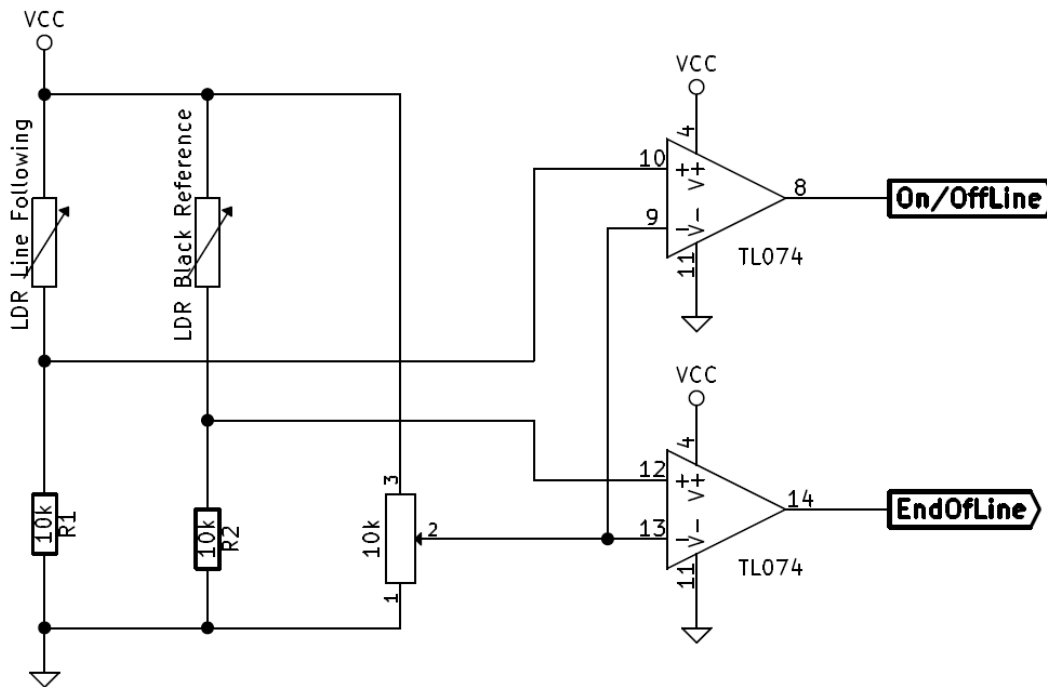 VCC
LDR Line Following
LDR Black Reference
10k
R1
10k
R2
10k
3
2
1
VCC
4
10
+
V+
9
-
V-
11
8
TL074
On/OffLine
VCC
4
12
+
V+
13
-
V-
11
14
TL074
EndOfLine